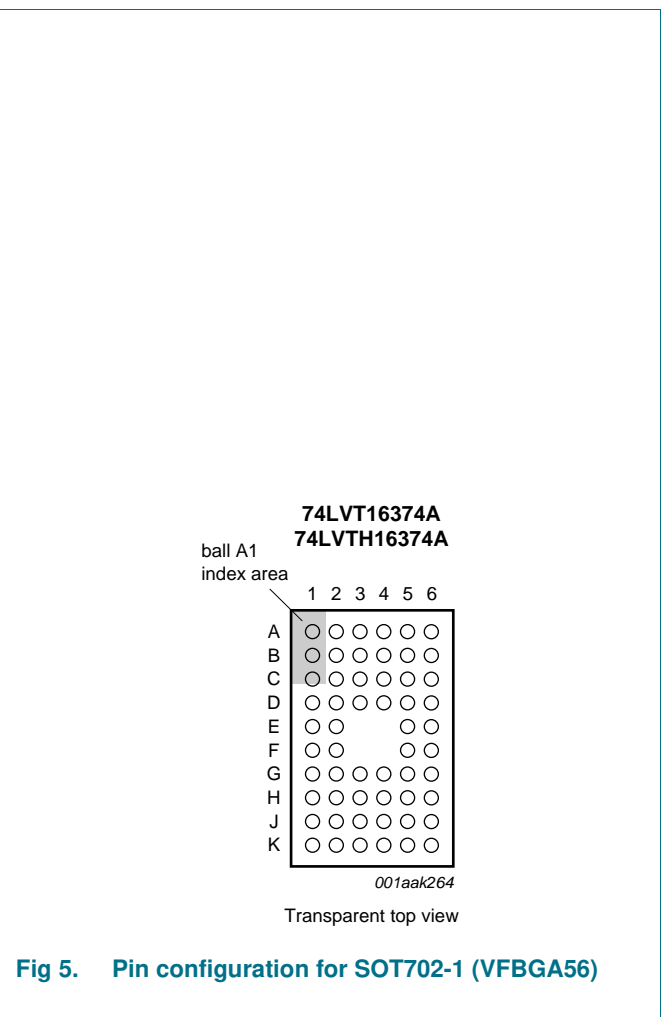 74LVT16374A
74LVTH16374A
ball A1
index area
1 2 3 4 5 6
A
B
C
D
E
F
G
H
J
K
001aak264
Transparent top view
Fig 5. Pin configuration for SOT702-1 (VFBGA56)